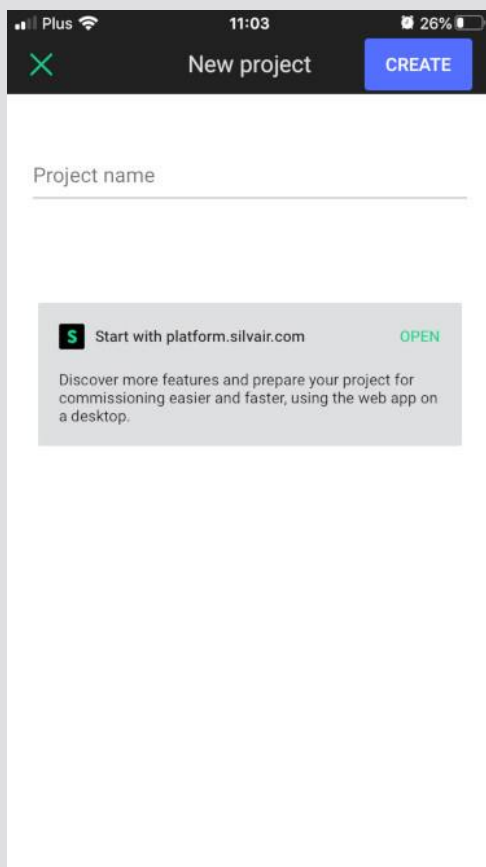 Plus 11:03 26%
New project CREATE
Project name
S Start with platform.silvair.com OPEN
Discover more features and prepare your project for
commissioning easier and faster, using the web app on
a desktop.